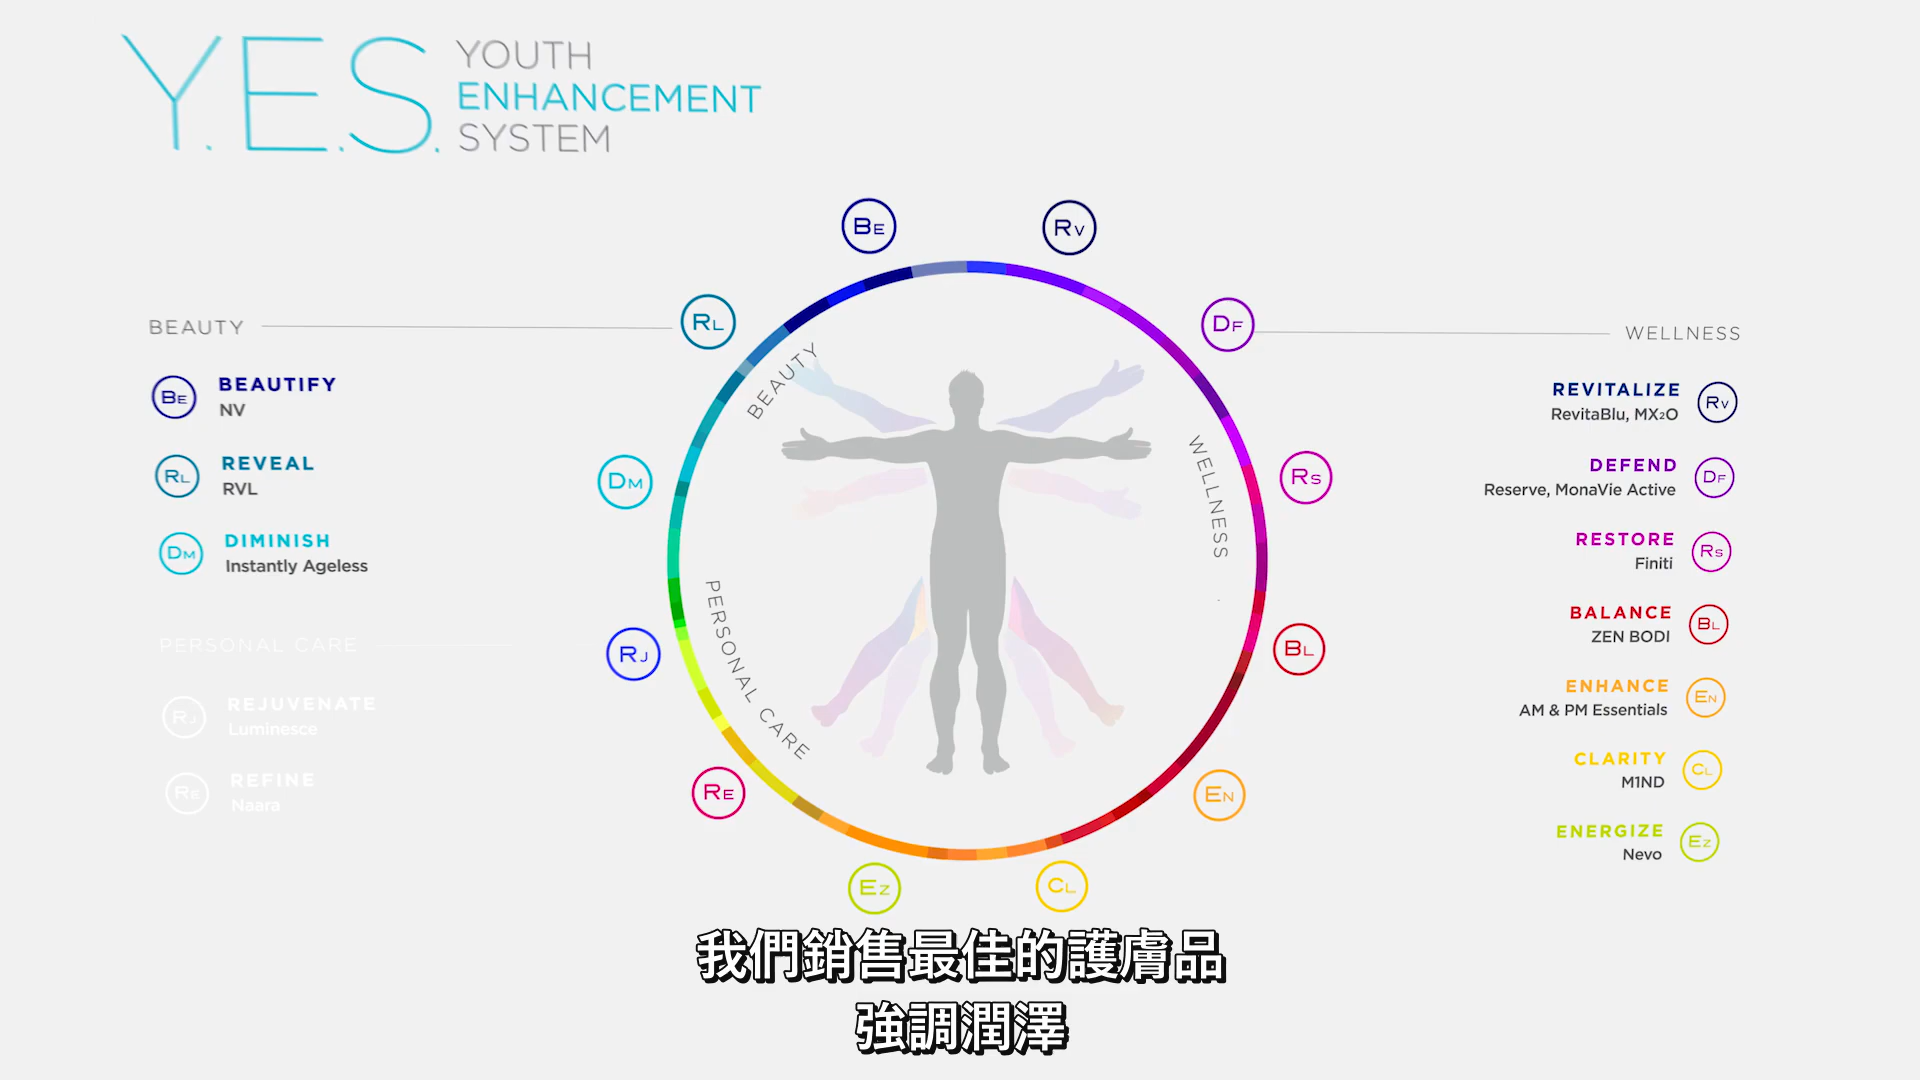 Y.E.S.
YOUTH
ENHANCEMENT
SYSTEM
BE
RV
RL
DF
DM
RS
RJ
BL
RE
EN
EZ
CL
BEAUTY
WELLNESS
PERSONAL CARE
BEAUTY
BE
BEAUTIFY
NV
RL
REVEAL
RVL
DM
DIMINISH
Instantly Ageless
PERSONAL CARE
RJ
REJUVENATE
Luminesce
RE
REFINE
Naara
WELLNESS
REVITALIZE
RevitaBlu, MX2O
RV
DEFEND
Reserve, MonaVie Active
DF
RESTORE
Finiti
RS
BALANCE
ZEN BODI
BL
ENHANCE
AM & PM Essentials
EN
CLARITY
M1ND
CL
ENERGIZE
Nevo
EZ
我們銷售最佳的護膚品
強調潤澤